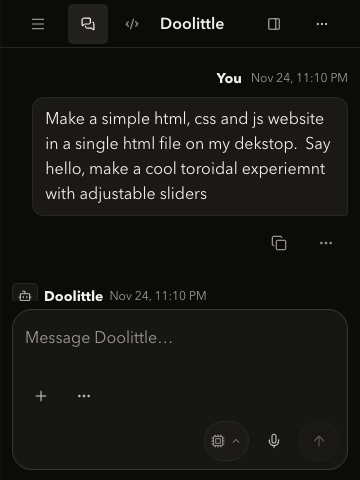 Doolittle
You Nov 24, 11:10 PM
Make a simple html, css and js website
in a single html file on my dekstop.  Say
hello, make a cool toroidal experiemnt
with adjustable sliders
Doolittle Nov 24, 11:10 PM
Message Doolittle…